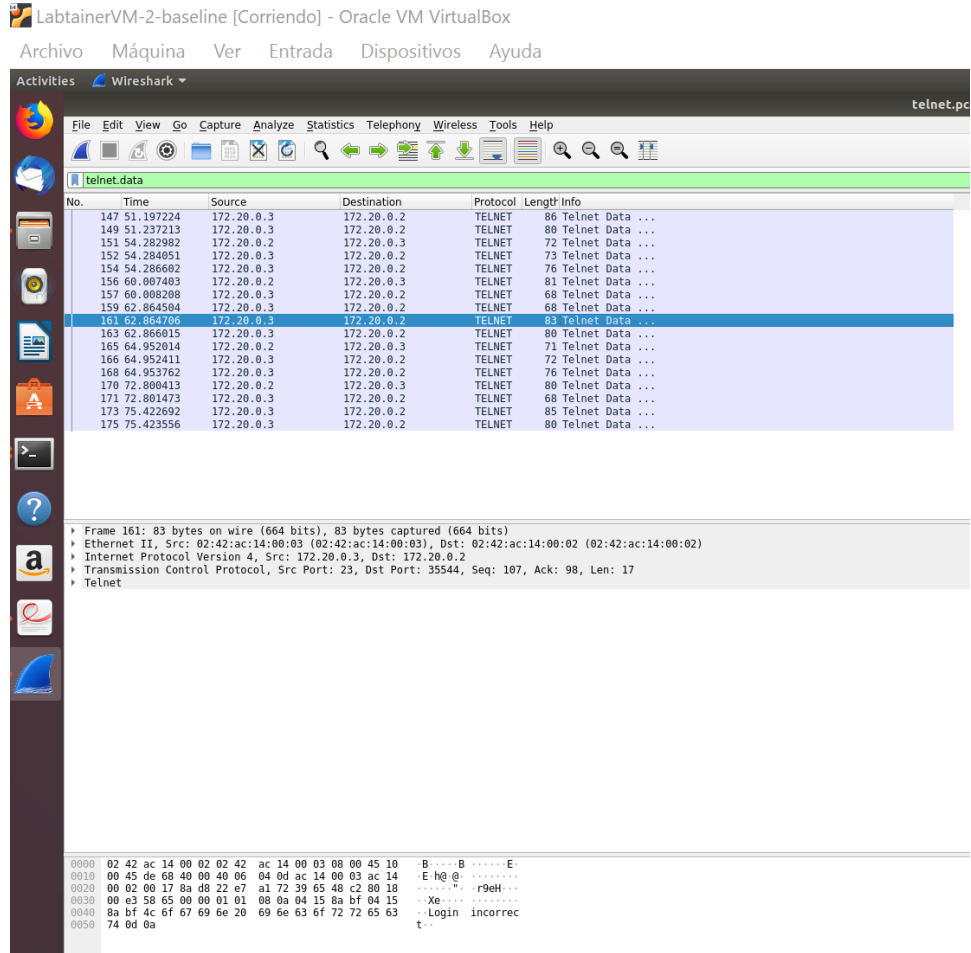 LabtainerVM-2-baseline [Corriendo] - Oracle VM VirtualBox
Archivo Máquina Ver Entrada Dispositivos Ayuda
Activities Wireshark
telnet.pc
File Edit View Go Capture Analyze Statistics Telephony Wireless Tools Help
telnet.data
No. Time Source Destination Protocol Length Info
147 51.197224 172.20.0.3 172.20.0.2 TELNET 86 Telnet Data ...
149 51.237213 172.20.0.3 172.20.0.2 TELNET 80 Telnet Data ...
151 54.282982 172.20.0.2 172.20.0.3 TELNET 72 Telnet Data ...
152 54.284051 172.20.0.3 172.20.0.2 TELNET 73 Telnet Data ...
154 54.286602 172.20.0.3 172.20.0.2 TELNET 76 Telnet Data ...
156 60.007403 172.20.0.2 172.20.0.3 TELNET 81 Telnet Data ...
157 60.008208 172.20.0.3 172.20.0.2 TELNET 68 Telnet Data ...
159 62.864504 172.20.0.3 172.20.0.2 TELNET 68 Telnet Data ...
161 62.864706 172.20.0.3 172.20.0.2 TELNET 83 Telnet Data ...
163 62.866015 172.20.0.3 172.20.0.2 TELNET 80 Telnet Data ...
165 64.952014 172.20.0.2 172.20.0.3 TELNET 71 Telnet Data ...
166 64.952411 172.20.0.3 172.20.0.2 TELNET 72 Telnet Data ...
168 64.953762 172.20.0.3 172.20.0.2 TELNET 76 Telnet Data ...
170 72.800413 172.20.0.2 172.20.0.3 TELNET 80 Telnet Data ...
171 72.801473 172.20.0.3 172.20.0.2 TELNET 68 Telnet Data ...
173 75.422692 172.20.0.3 172.20.0.2 TELNET 85 Telnet Data ...
175 75.423556 172.20.0.3 172.20.0.2 TELNET 80 Telnet Data ...
Frame 161: 83 bytes on wire (664 bits), 83 bytes captured (664 bits)
Ethernet II, Src: 02:42:ac:14:00:03 (02:42:ac:14:00:03), Dst: 02:42:ac:14:00:02 (02:42:ac:14:00:02)
Internet Protocol Version 4, Src: 172.20.0.3, Dst: 172.20.0.2
Transmission Control Protocol, Src Port: 23, Dst Port: 35544, Seq: 107, Ack: 98, Len: 17
Telnet
0000 02 42 ac 14 00 02 02 42 ac 14 00 03 08 00 45 10 ·B·····B ······E·
0010 00 45 de 68 40 00 40 06 04 0d ac 14 00 03 ac 14 ·E·h@·@· ········
0020 00 02 00 17 8a d8 22 e7 a1 72 39 65 48 c2 80 18 ······"· ·r9eH···
0030 00 e3 58 65 00 00 01 01 08 0a 04 15 8a bf 04 15 ··Xe···· ········
0040 8a bf 4c 6f 67 69 6e 20 69 6e 63 6f 72 72 65 63 ··Login incorrec
0050 74 0d 0a t··